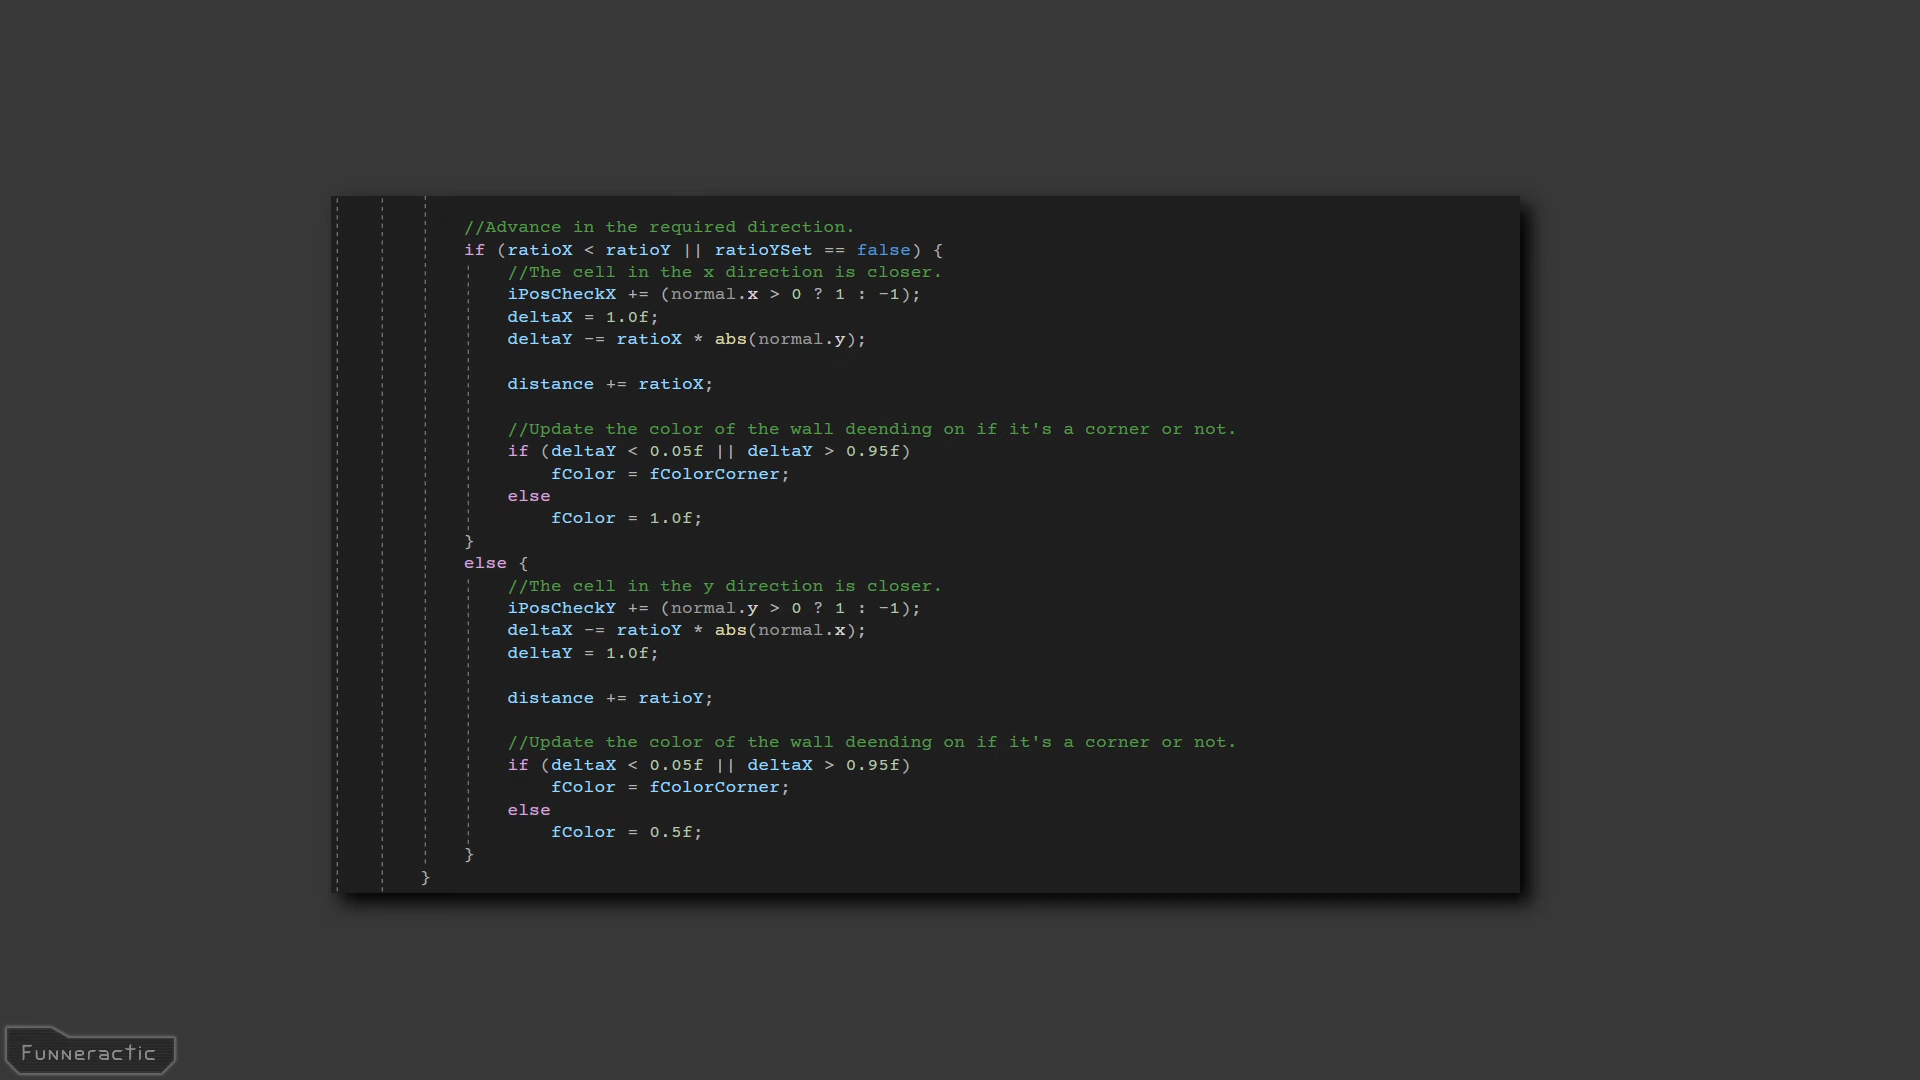 //Advance in the required direction.
if (ratioX < ratioY || ratioYSet == false) {
//The cell in the x direction is closer.
iPosCheckX += (normal.x > 0 ? 1 : -1);
deltaX = 1.0f;
deltaY -= ratioX * abs(normal.y);
distance += ratioX;
//Update the color of the wall deending on if it's a corner or not.
if (deltaY < 0.05f || deltaY > 0.95f)
fColor = fColorCorner;
else
fColor = 1.0f;
}
else {
//The cell in the y direction is closer.
iPosCheckY += (normal.y > 0 ? 1 : -1);
deltaX -= ratioY * abs(normal.x);
deltaY = 1.0f;
distance += ratioY;
//Update the color of the wall deending on if it's a corner or not.
if (deltaX < 0.05f || deltaX > 0.95f)
fColor = fColorCorner;
else
fColor = 0.5f;
}
}
Funneractic